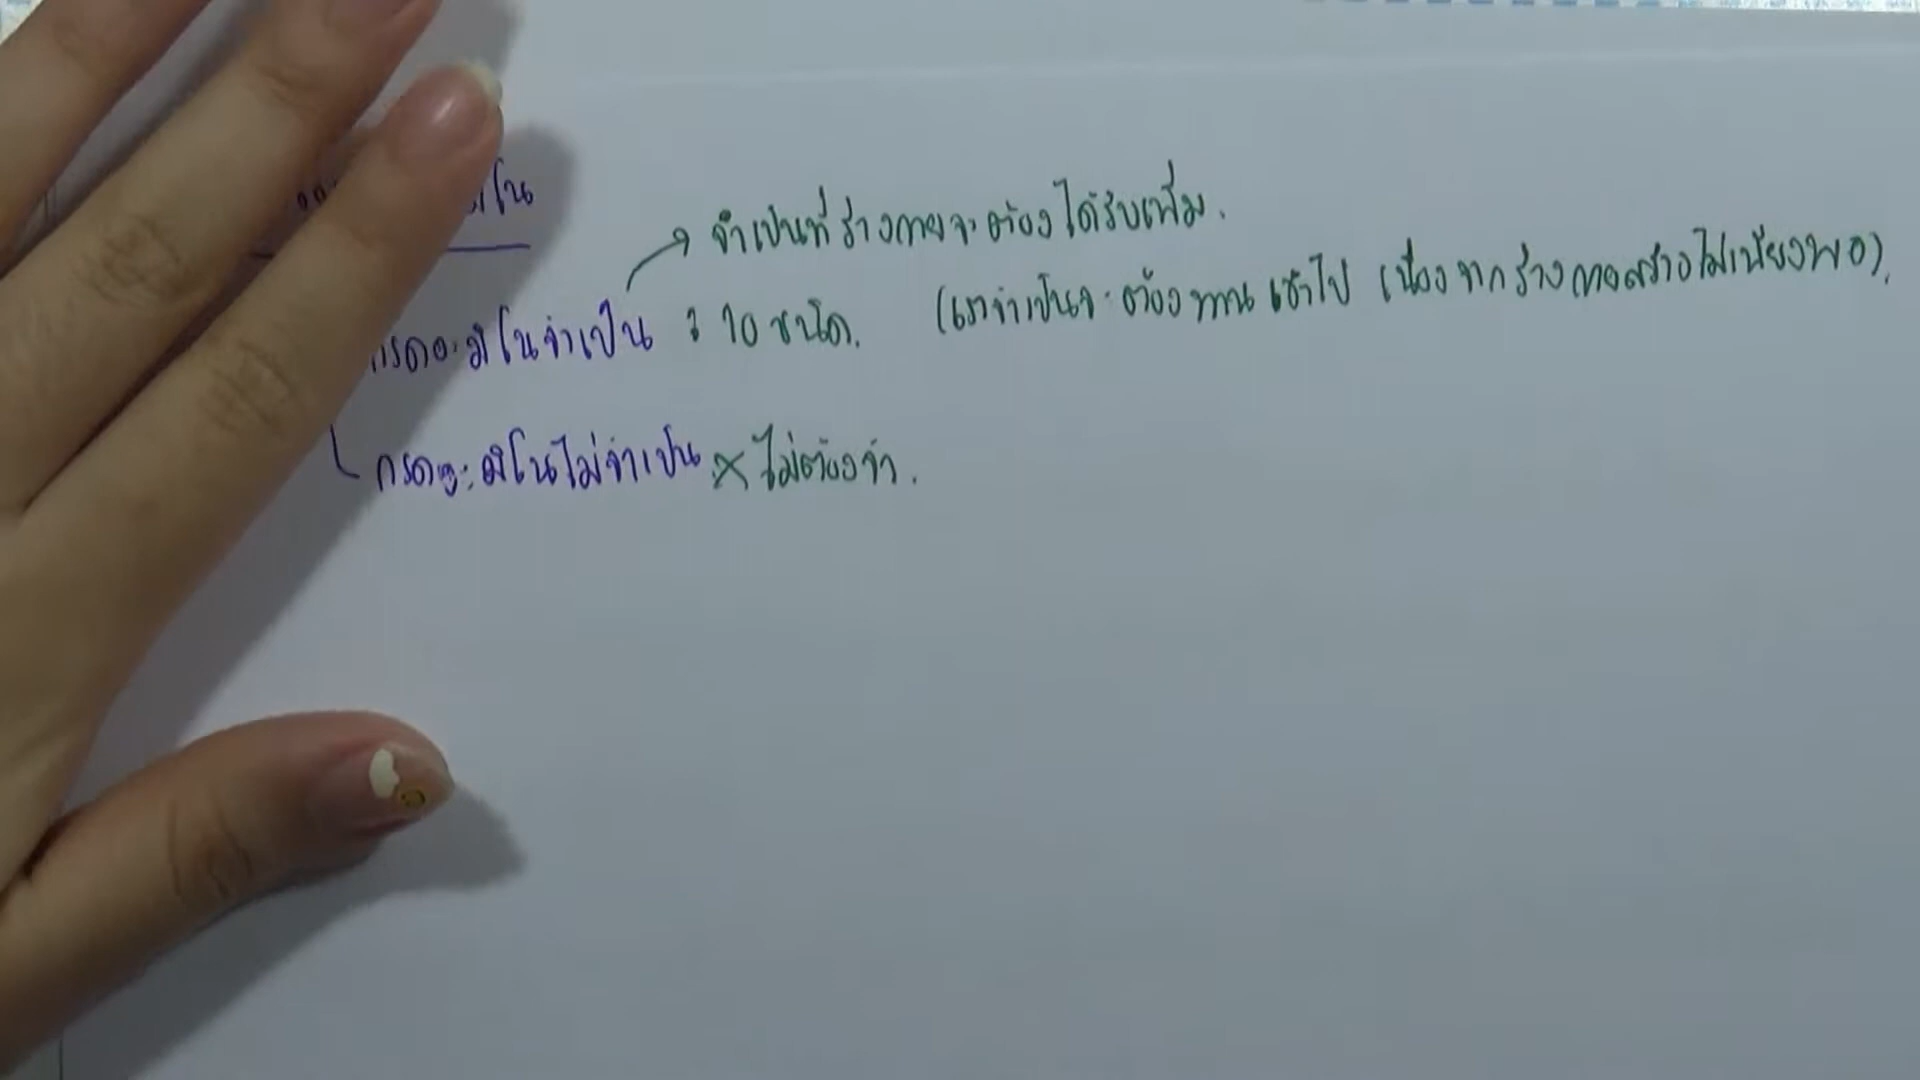 จำเป็นที่ร่างกายจะต้องได้รับเพิ่ม.
กรดอะมิโนจำเป็น : 10 ชนิด. (เราจำเป็นจะต้องทานเข้าไป เนื่องจากร่างกายสร้างไม่เพียงพอ).
กรดอะมิโนไม่จำเป็น × ไม่ต้องจำ.